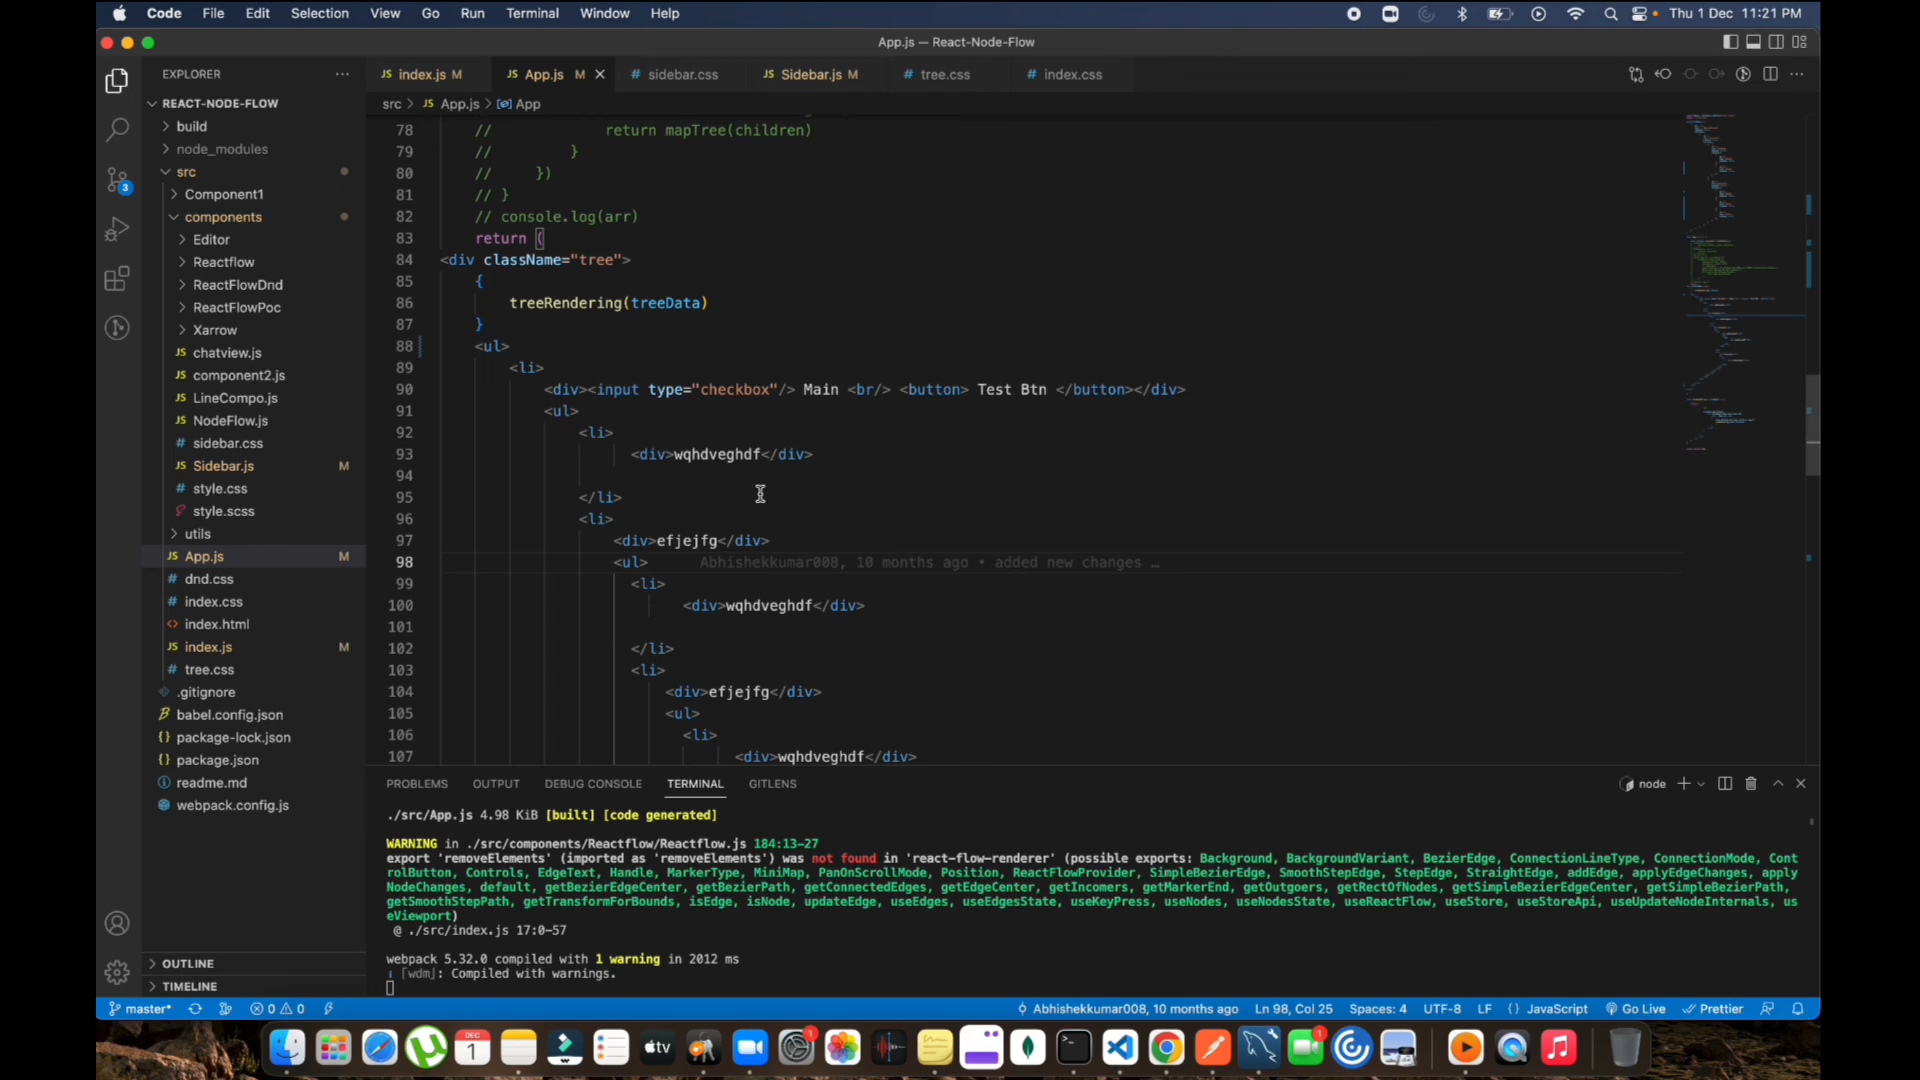 Code File Edit Selection View Go Run Terminal Window Help Thu 1 Dec 11:21 PM
App.js — React-Node-Flow
EXPLORER
index.js M App.js M sidebar.css Sidebar.js M tree.css index.css
src > App.js > App
REACT-NODE-FLOW
build
node_modules
src
Component1
components
Editor
Reactflow
ReactFlowDnd
ReactFlowPoc
Xarrow
chatview.js
component2.js
LineCompo.js
NodeFlow.js
sidebar.css
Sidebar.js M
style.css
style.scss
utils
App.js M
dnd.css
index.css
index.html
index.js M
tree.css
.gitignore
babel.config.json
package-lock.json
package.json
readme.md
webpack.config.js
OUTLINE
TIMELINE
3
78 // return mapTree(children)
79 // }
80 // })
81 // }
82 // console.log(arr)
83 return (
84 <div className="tree">
85 {
86 treeRendering(treeData)
87 }
88 <ul>
89 <li>
90 <div><input type="checkbox"/> Main <br/> <button> Test Btn </button></div>
91 <ul>
92 <li>
93 <div>wqhdveghdf</div>
94
95 </li>
96 <li>
97 <div>efjejfg</div>
98 <ul> Abhishekkumar008, 10 months ago • added new changes …
99 <li>
100 <div>wqhdveghdf</div>
101
102 </li>
103 <li>
104 <div>efjejfg</div>
105 <ul>
106 <li>
107 <div>wqhdveghdf</div>
PROBLEMS OUTPUT DEBUG CONSOLE TERMINAL GITLENS node
./src/App.js 4.98 KiB [built] [code generated]
WARNING in ./src/components/Reactflow/Reactflow.js 184:13-27
export 'removeElements' (imported as 'removeElements') was not found in 'react-flow-renderer' (possible exports: Background, BackgroundVariant, BezierEdge, ConnectionLineType, ConnectionMode, Cont
rolButton, Controls, EdgeText, Handle, MarkerType, MiniMap, PanOnScrollMode, Position, ReactFlowProvider, SimpleBezierEdge, SmoothStepEdge, StepEdge, StraightEdge, addEdge, applyEdgeChanges, apply
NodeChanges, default, getBezierEdgeCenter, getBezierPath, getConnectedEdges, getEdgeCenter, getIncomers, getMarkerEnd, getOutgoers, getRectOfNodes, getSimpleBezierEdgeCenter, getSimpleBezierPath,
getSmoothStepPath, getTransformForBounds, isEdge, isNode, updateEdge, useEdges, useEdgesState, useKeyPress, useNodes, useNodesState, useReactFlow, useStore, useStoreApi, useUpdateNodeInternals, us
eViewport)
@ ./src/index.js 17:0-57
webpack 5.32.0 compiled with 1 warning in 2012 ms
i ｢wdm｣: Compiled with warnings.
master* 0 0 Abhishekkumar008, 10 months ago Ln 98, Col 25 Spaces: 4 UTF-8 LF {} JavaScript Go Live Prettier
DEC 1 tv 1 1